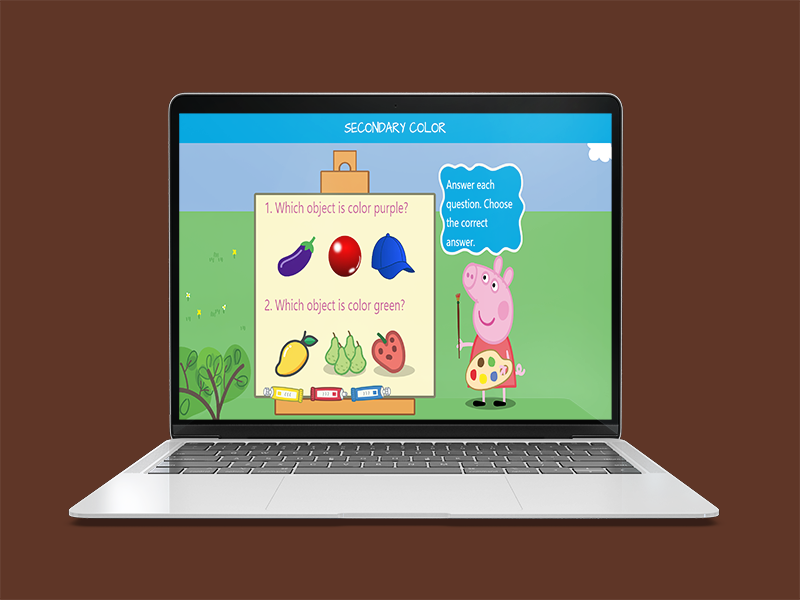 SECONDARY COLOR
1. Which object is color purple?
2. Which object is color green?
Answer each
question. Choose
the correct
answer.